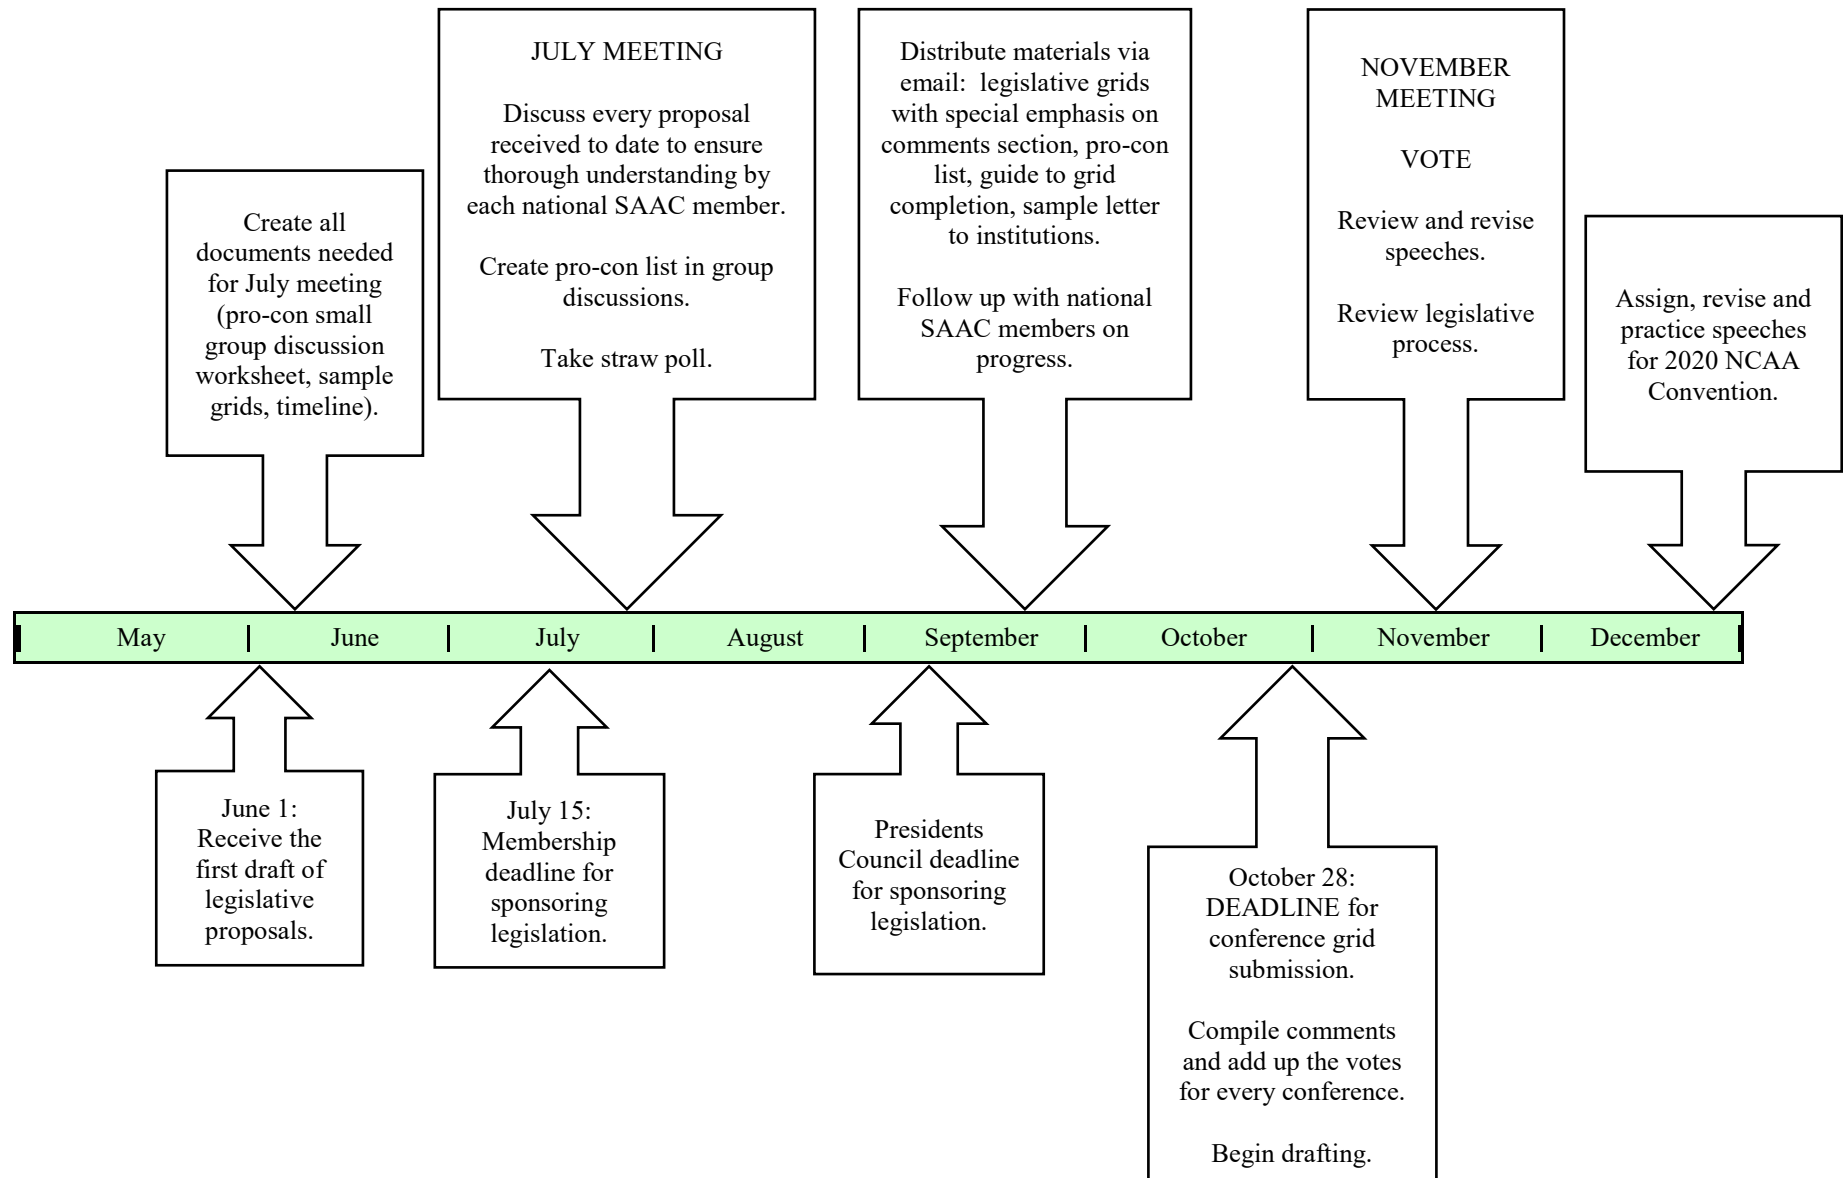 Create all
documents needed
for July meeting
(pro-con small
group discussion
worksheet, sample
grids, timeline).
JULY MEETING
Discuss every proposal
received to date to ensure
thorough understanding by
each national SAAC member.
Create pro-con list in group
discussions.
Take straw poll.
Distribute materials via
email:  legislative grids
with special emphasis on
comments section, pro-con
list, guide to grid
completion, sample letter
to institutions.
Follow up with national
SAAC members on
progress.
NOVEMBER
MEETING
VOTE
Review and revise
speeches.
Review legislative
process.
Assign, revise and
practice speeches
for 2020 NCAA
Convention.
May June July August September October November December
June 1:
Receive the
first draft of
legislative
proposals.
July 15:
Membership
deadline for
sponsoring
legislation.
Presidents
Council deadline
for sponsoring
legislation.
October 28:
DEADLINE for
conference grid
submission.
Compile comments
and add up the votes
for every conference.
Begin drafting.